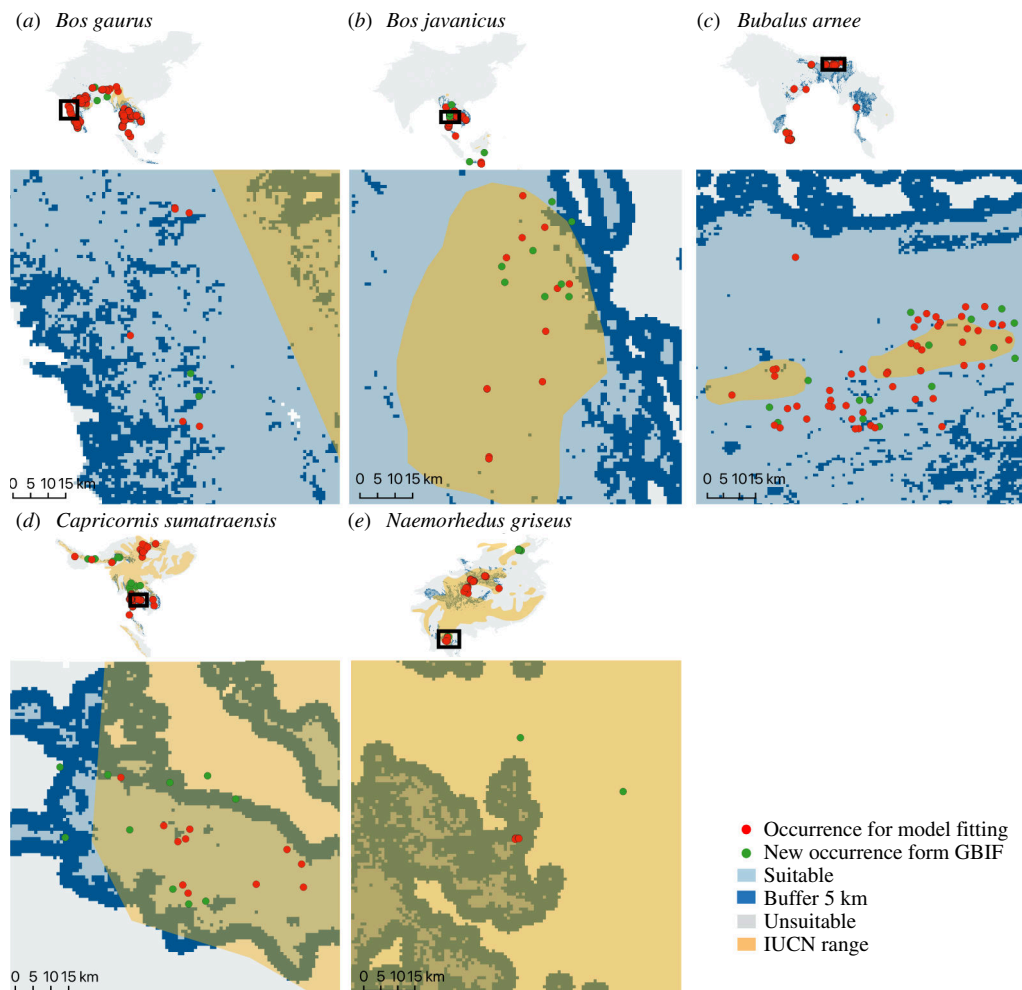 (a) Bos gaurus
(b) Bos javanicus
(c) Bubalus arnee
0 5 10 15 km
0 5 10 15 km
0 5 10 15 km
(d) Capricornis sumatraensis
(e) Naemorhedus griseus
0 5 10 15 km
0 5 10 15 km
Occurrence for model fitting
New occurrence form GBIF
Suitable
Buffer 5 km
Unsuitable
IUCN range